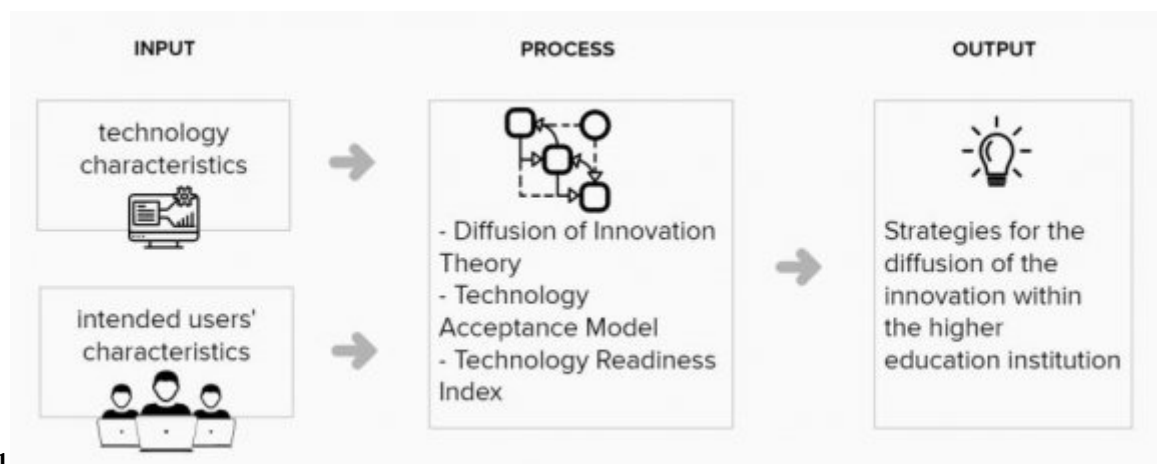 INPUT
PROCESS
OUTPUT
technology
characteristics
intended users'
characteristics
- Diffusion of Innovation
Theory
- Technology
Acceptance Model
- Technology Readiness
Index
Strategies for the
diffusion of the
innovation within
the higher
education institution